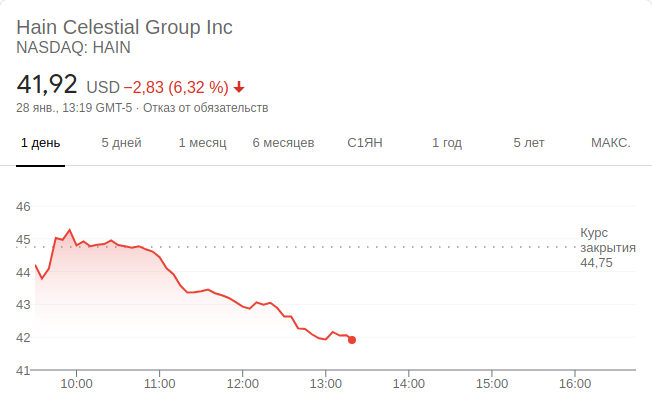 Hain Celestial Group Inc
NASDAQ: HAIN
41,92 USD −2,83 (6,32 %)
28 янв., 13:19 GMT-5 · Отказ от обязательств
1 день 5 дней 1 месяц 6 месяцев С1ЯН 1 год 5 лет МАКС.
46
45
44
43
42
41
Курс
закрытия
44,75
10:00 11:00 12:00 13:00 14:00 15:00 16:00